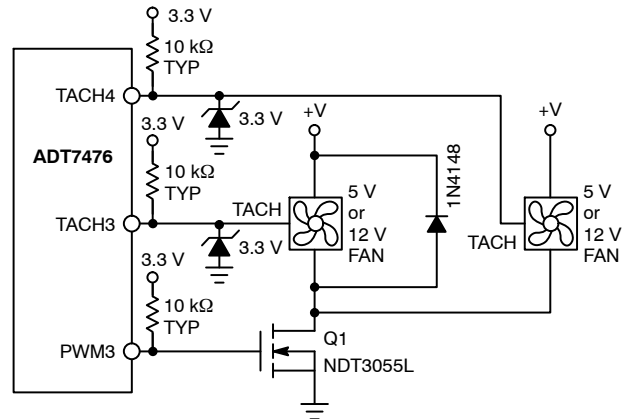 3.3 V
10 kΩ
TYP
TACH4
3.3 V
3.3 V
+V
+V
1N4148
ADT7476
10 kΩ
TYP
TACH
5 V
or
12 V
FAN
5 V
or
12 V
FAN
TACH3
TACH
3.3 V
3.3 V
10 kΩ
TYP
Q1
PWM3
NDT3055L